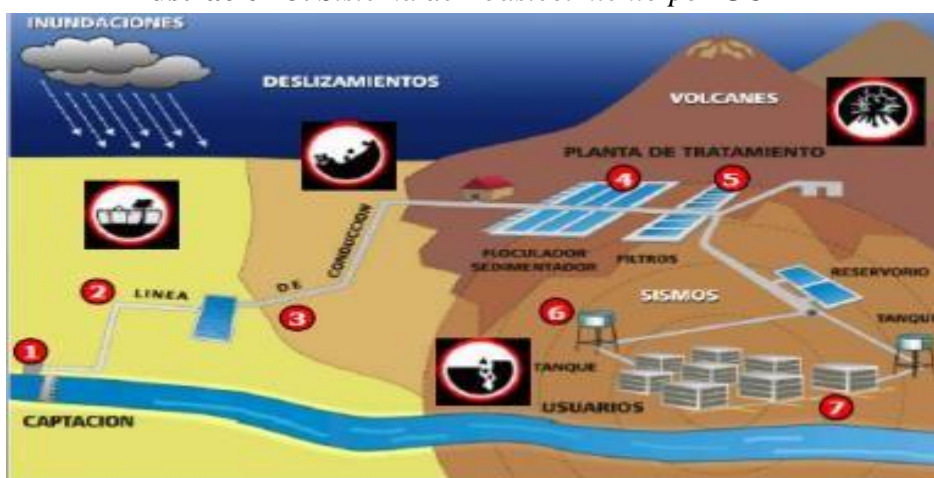 INUNDACIONES
DESLIZAMIENTOS
VOLCANES
PLANTA DE TRATAMIENTO
4
5
CONDUCCION
FLOCULADOR
SEDIMENTADOR
FILTROS
RESERVORIO
2
LINEA
DE
3
SISMOS
6
TANQUE
1
TANQUE
USUARIOS
7
CAPTACION